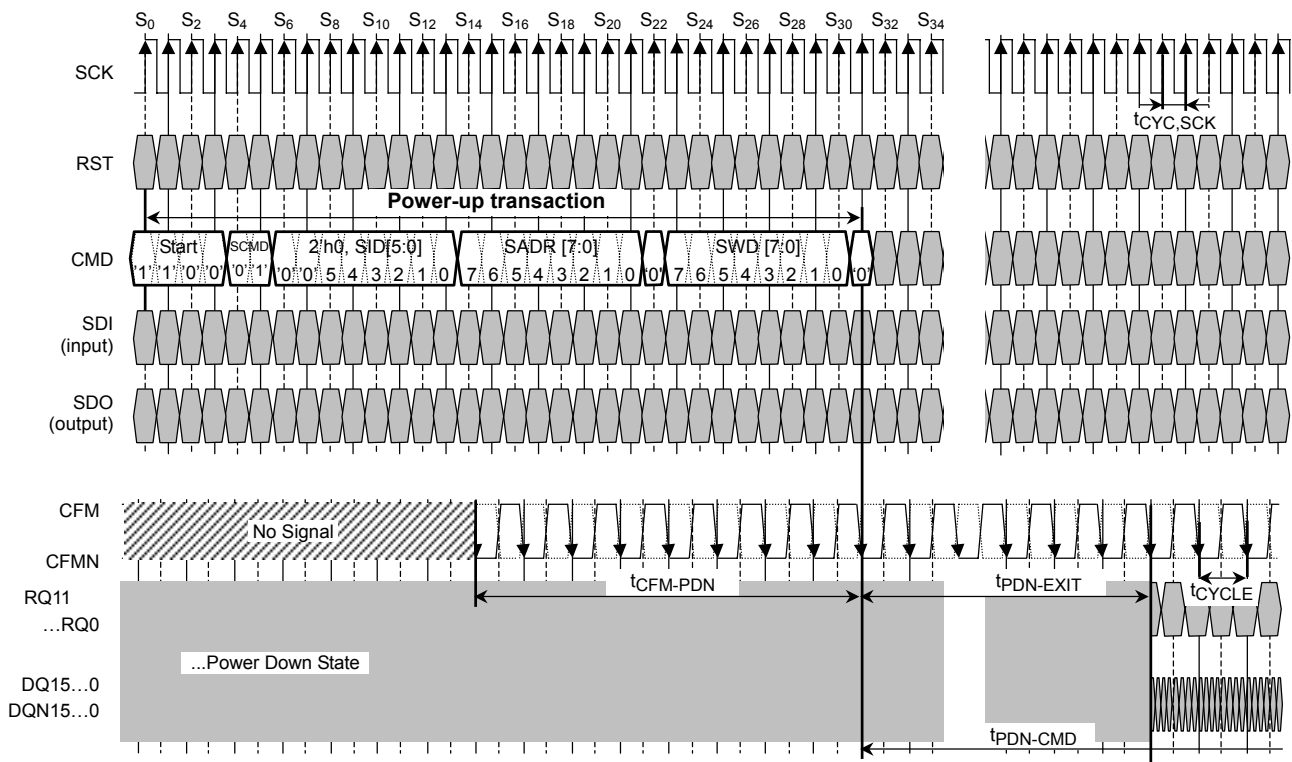 S0 S2 S4 S6 S8 S10 S12 S14 S16 S18 S20 S22 S24 S26 S28 S30 S32 S34
SCK
tCYC,SCK
RST
Power-up transaction
CMD
Start SCMD 2'h0, SID[5:0] SADR [7:0] SWD [7:0]
'1' '1' '0' '0' '0' '1' '0' '0' 5 4 3 2 1 0 7 6 5 4 3 2 1 0 '0' 7 6 5 4 3 2 1 0 '0'
SDI
(input)
SDO
(output)
CFM
No Signal
CFMN
tCFM-PDN tPDN-EXIT tCYCLE
RQ11
...RQ0
...Power Down State
DQ15...0
DQN15...0
tPDN-CMD